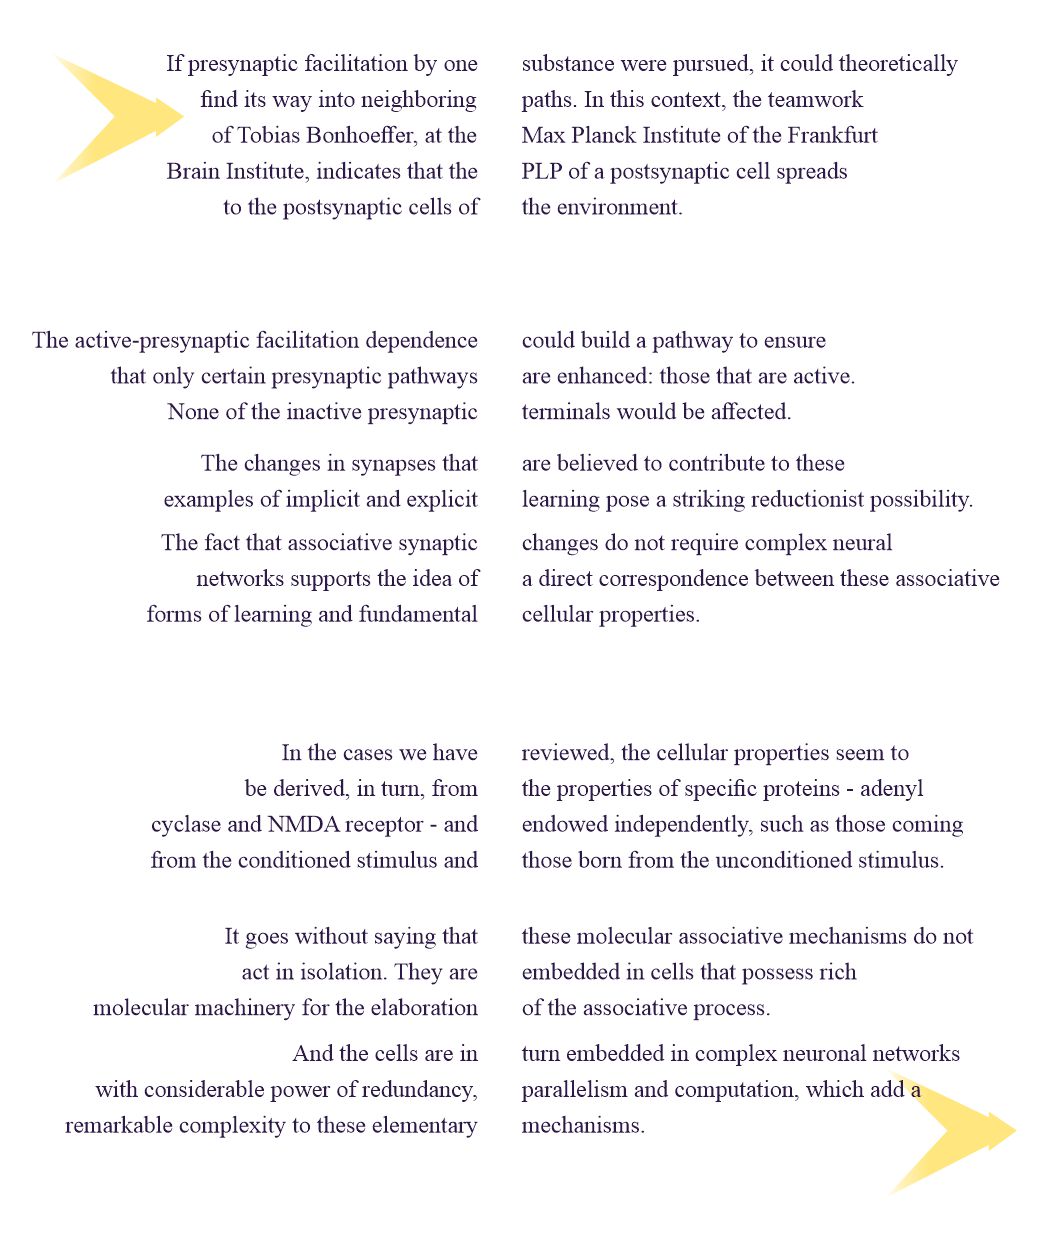 If presynaptic facilitation by one substance were pursued, it could theoretically
find its way into neighboring paths. In this context, the teamwork
of Tobias Bonhoeffer, at the Max Planck Institute of the Frankfurt
Brain Institute, indicates that the PLP of a postsynaptic cell spreads
to the postsynaptic cells of the environment.
The active-presynaptic facilitation dependence could build a pathway to ensure
that only certain presynaptic pathways are enhanced: those that are active.
None of the inactive presynaptic terminals would be affected.
The changes in synapses that are believed to contribute to these
examples of implicit and explicit learning pose a striking reductionist possibility.
The fact that associative synaptic changes do not require complex neural
networks supports the idea of a direct correspondence between these associative
forms of learning and fundamental cellular properties.
In the cases we have reviewed, the cellular properties seem to
be derived, in turn, from the properties of specific proteins - adenyl
cyclase and NMDA receptor - and endowed independently, such as those coming
from the conditioned stimulus and those born from the unconditioned stimulus.
It goes without saying that these molecular associative mechanisms do not
act in isolation. They are embedded in cells that possess rich
molecular machinery for the elaboration of the associative process.
And the cells are in turn embedded in complex neuronal networks
with considerable power of redundancy, parallelism and computation, which add a
remarkable complexity to these elementary mechanisms.